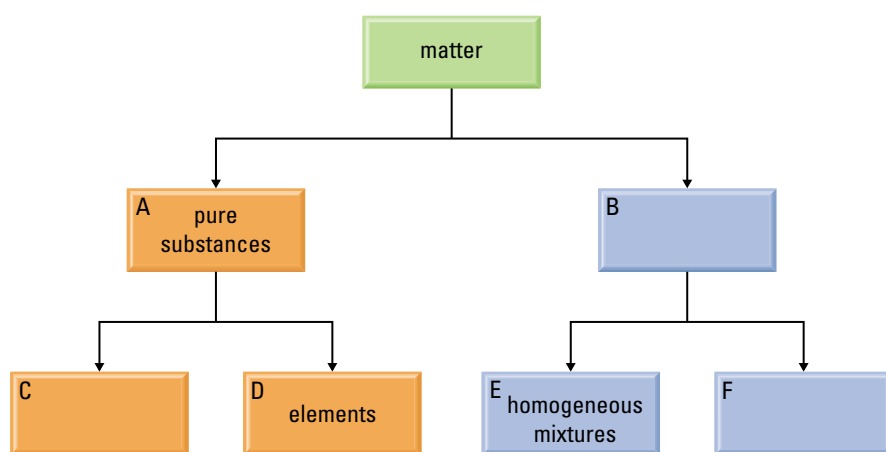 matter
A
pure
substances
B
C
D
elements
E
homogeneous
mixtures
F